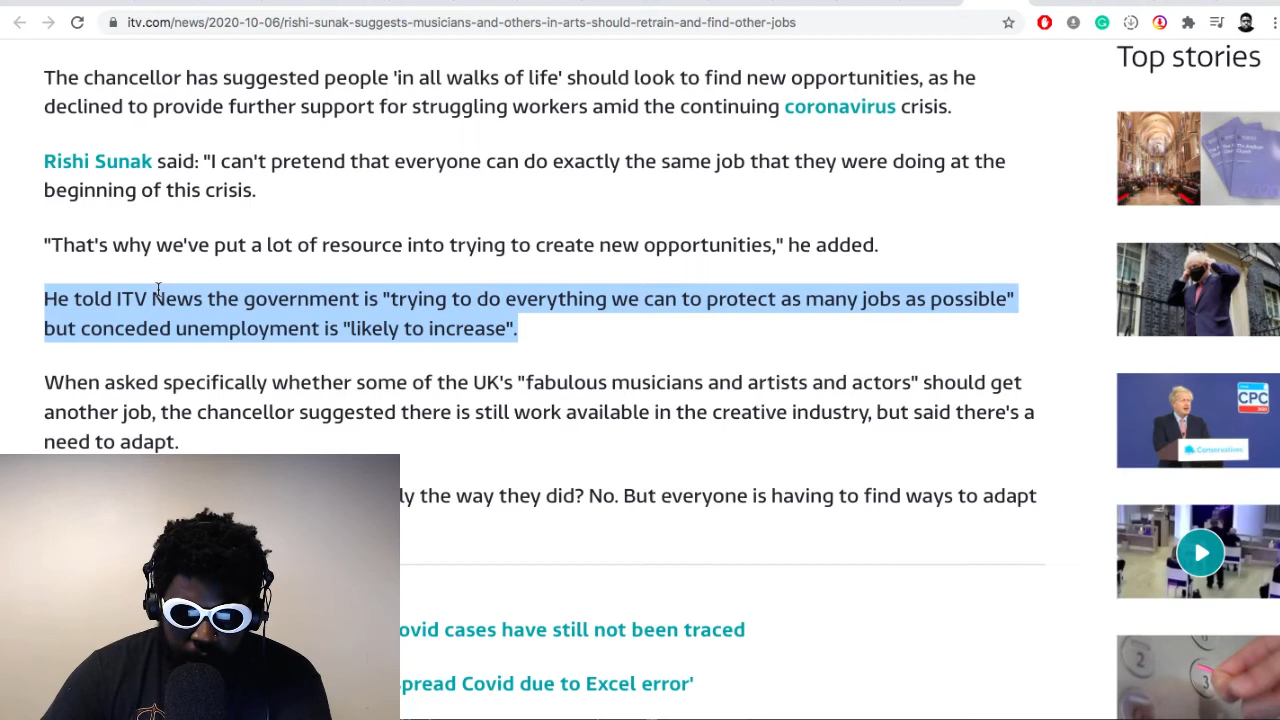 itv.com/news/2020-10-06/rishi-sunak-suggests-musicians-and-others-in-arts-should-retrain-and-find-other-jobs
Top stories
The chancellor has suggested people 'in all walks of life' should look to find new opportunities, as he
declined to provide further support for struggling workers amid the continuing coronavirus crisis.
Rishi Sunak said: "I can't pretend that everyone can do exactly the same job that they were doing at the
beginning of this crisis.
"That's why we've put a lot of resource into trying to create new opportunities," he added.
He told ITV News the government is "trying to do everything we can to protect as many jobs as possible"
but conceded unemployment is "likely to increase".
When asked specifically whether some of the UK's "fabulous musicians and artists and actors" should get
another job, the chancellor suggested there is still work available in the creative industry, but said there's a
need to adapt.
ly the way they did? No. But everyone is having to find ways to adapt
ovid cases have still not been traced
spread Covid due to Excel error'
CPC
Conservatives
2
3